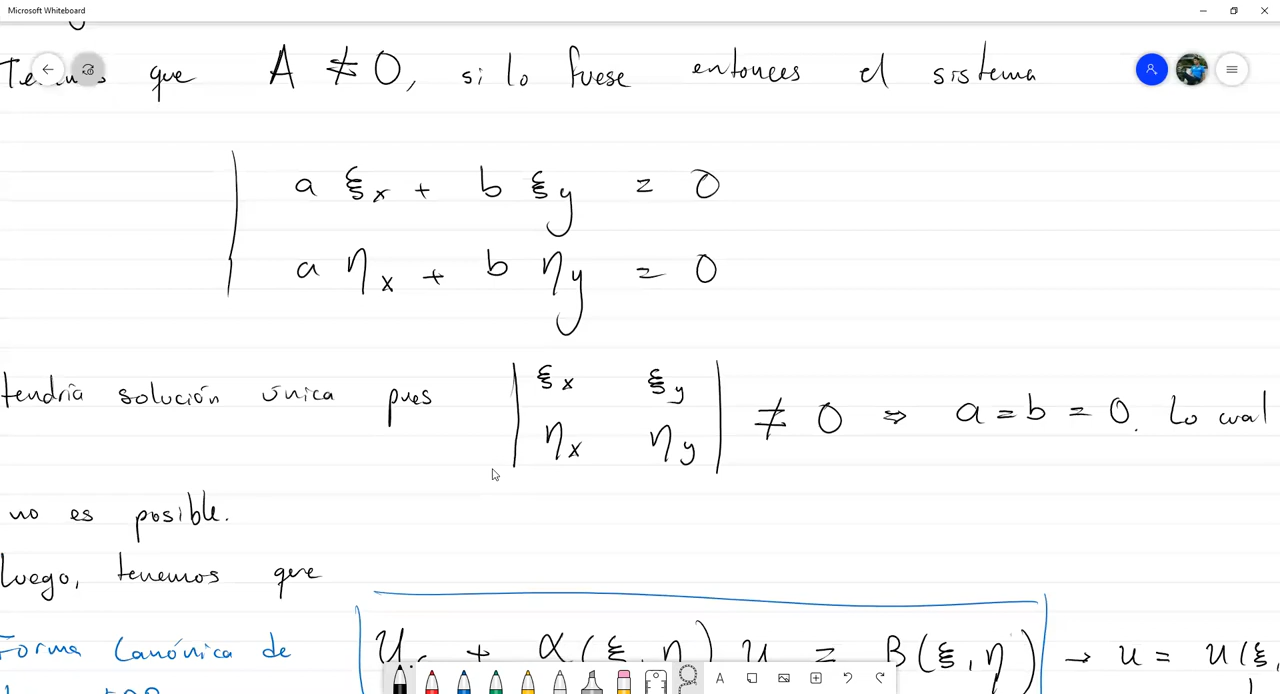 Microsoft Whiteboard
que A ≠ 0, si lo fuese entonces el sistema
a ξx + b ξy = 0
a ηx + b ηy = 0
tendría solución única pues | ξx ξy ; ηx ηy | ≠ 0 ⇒ a = b = 0. Lo cual
no es posible.
Luego, tenemos que
Forma Canónica de
+ α(ξ, η) u = β(ξ, η) → u = u(ξ,